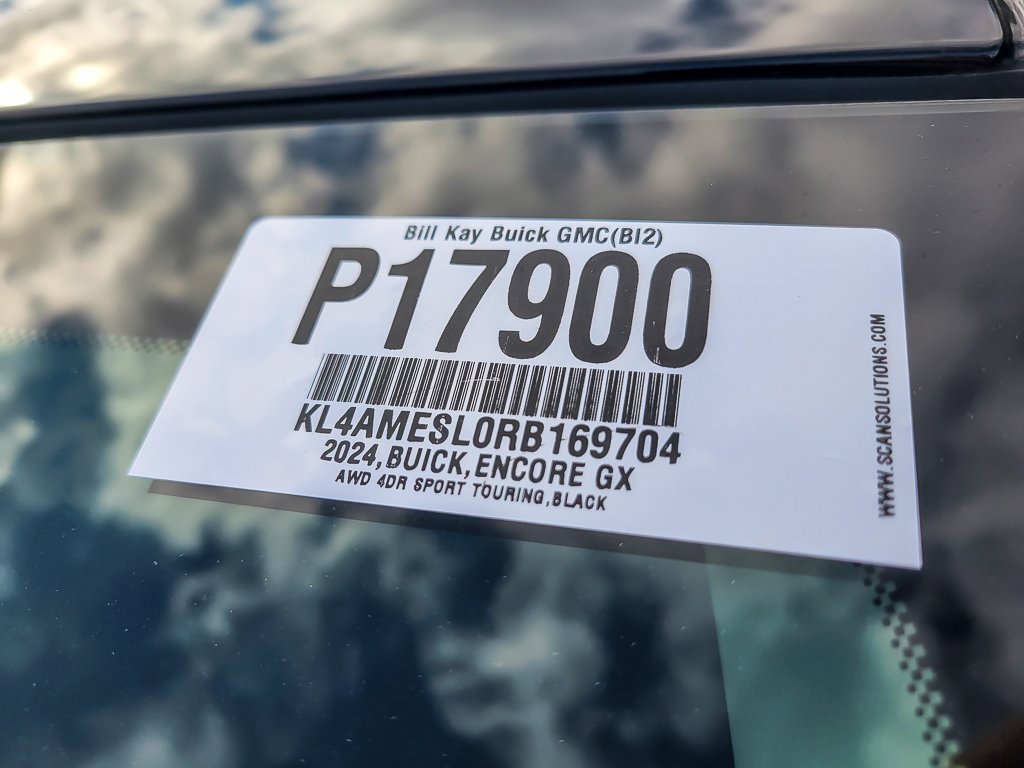 Bill Kay Buick GMC(BI2)
P17900
KL4AMESL0RB169704
2024,BUICK,ENCORE GX
AWD 4DR SPORT TOURING,BLACK
WWW.SCANSOLUTIONS.COM